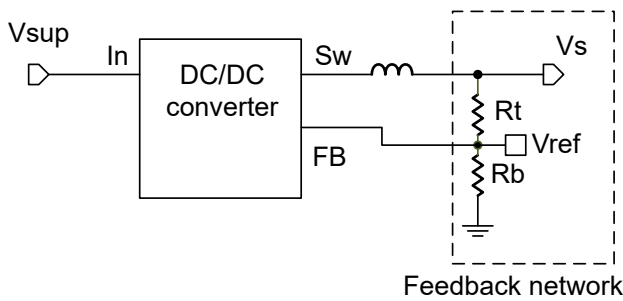 Vsup
In
DC/DC
converter
Sw
FB
Vs
Rt
Vref
Rb
Feedback network